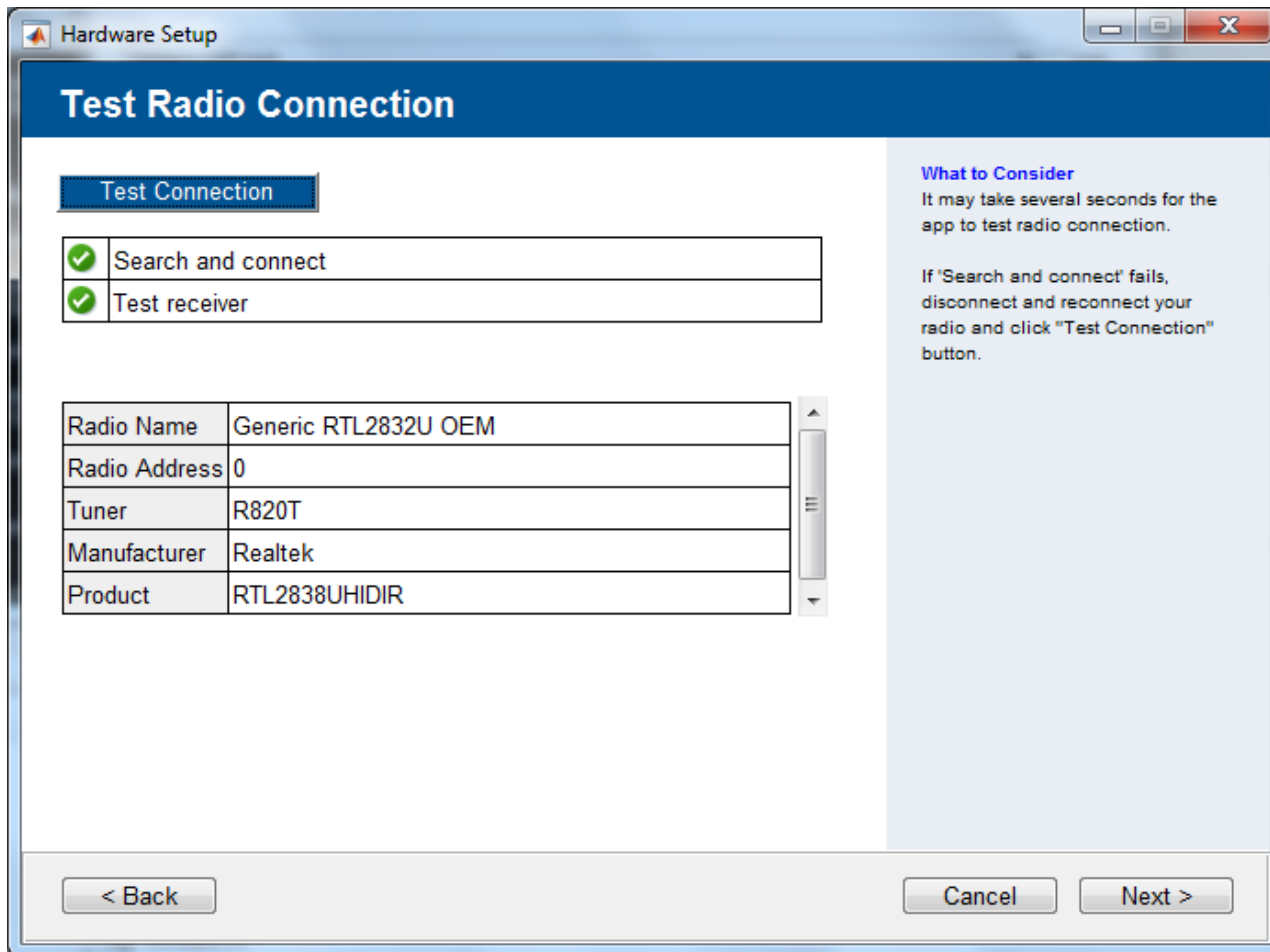 Hardware Setup
Test Radio Connection
Test Connection
Search and connect
Test receiver
Radio Name Generic RTL2832U OEM
Radio Address 0
Tuner R820T
Manufacturer Realtek
Product RTL2838UHIDIR
What to Consider
It may take several seconds for the
app to test radio connection.
If 'Search and connect' fails,
disconnect and reconnect your
radio and click "Test Connection"
button.
< Back
Cancel
Next >